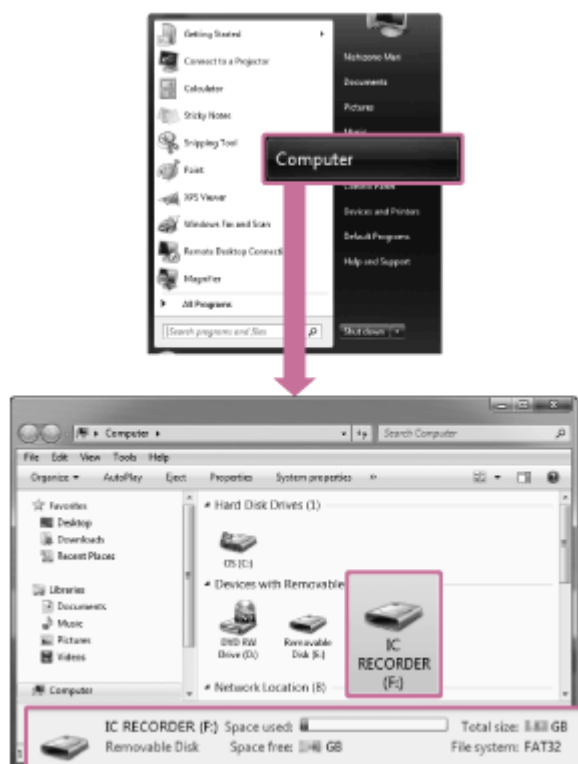 Getting Started
Connect to a Projector
Calculator
Sticky Notes
Snipping Tool
Paint
XPS Viewer
Windows Fax and Scan
Remote Desktop Connecti
Magnifier
All Programs
Search programs and files
Documents
Pictures
Music
Computer
Control Panel
Devices and Printers
Default Programs
Help and Support
Shut down
Computer
Search Computer
File Edit View Tools Help
Organize AutoPlay Eject Properties System properties »
Favorites
Desktop
Downloads
Recent Places
Libraries
Documents
Music
Pictures
Videos
Computer
Hard Disk Drives (1)
OS (C:)
Devices with Removable
DVD RW
Drive (D:)
Removable
Disk (E:)
IC
RECORDER
(F:)
Network Location (8)
IC RECORDER (F:) Space used: Total size: GB
Removable Disk Space free: GB File system: FAT32